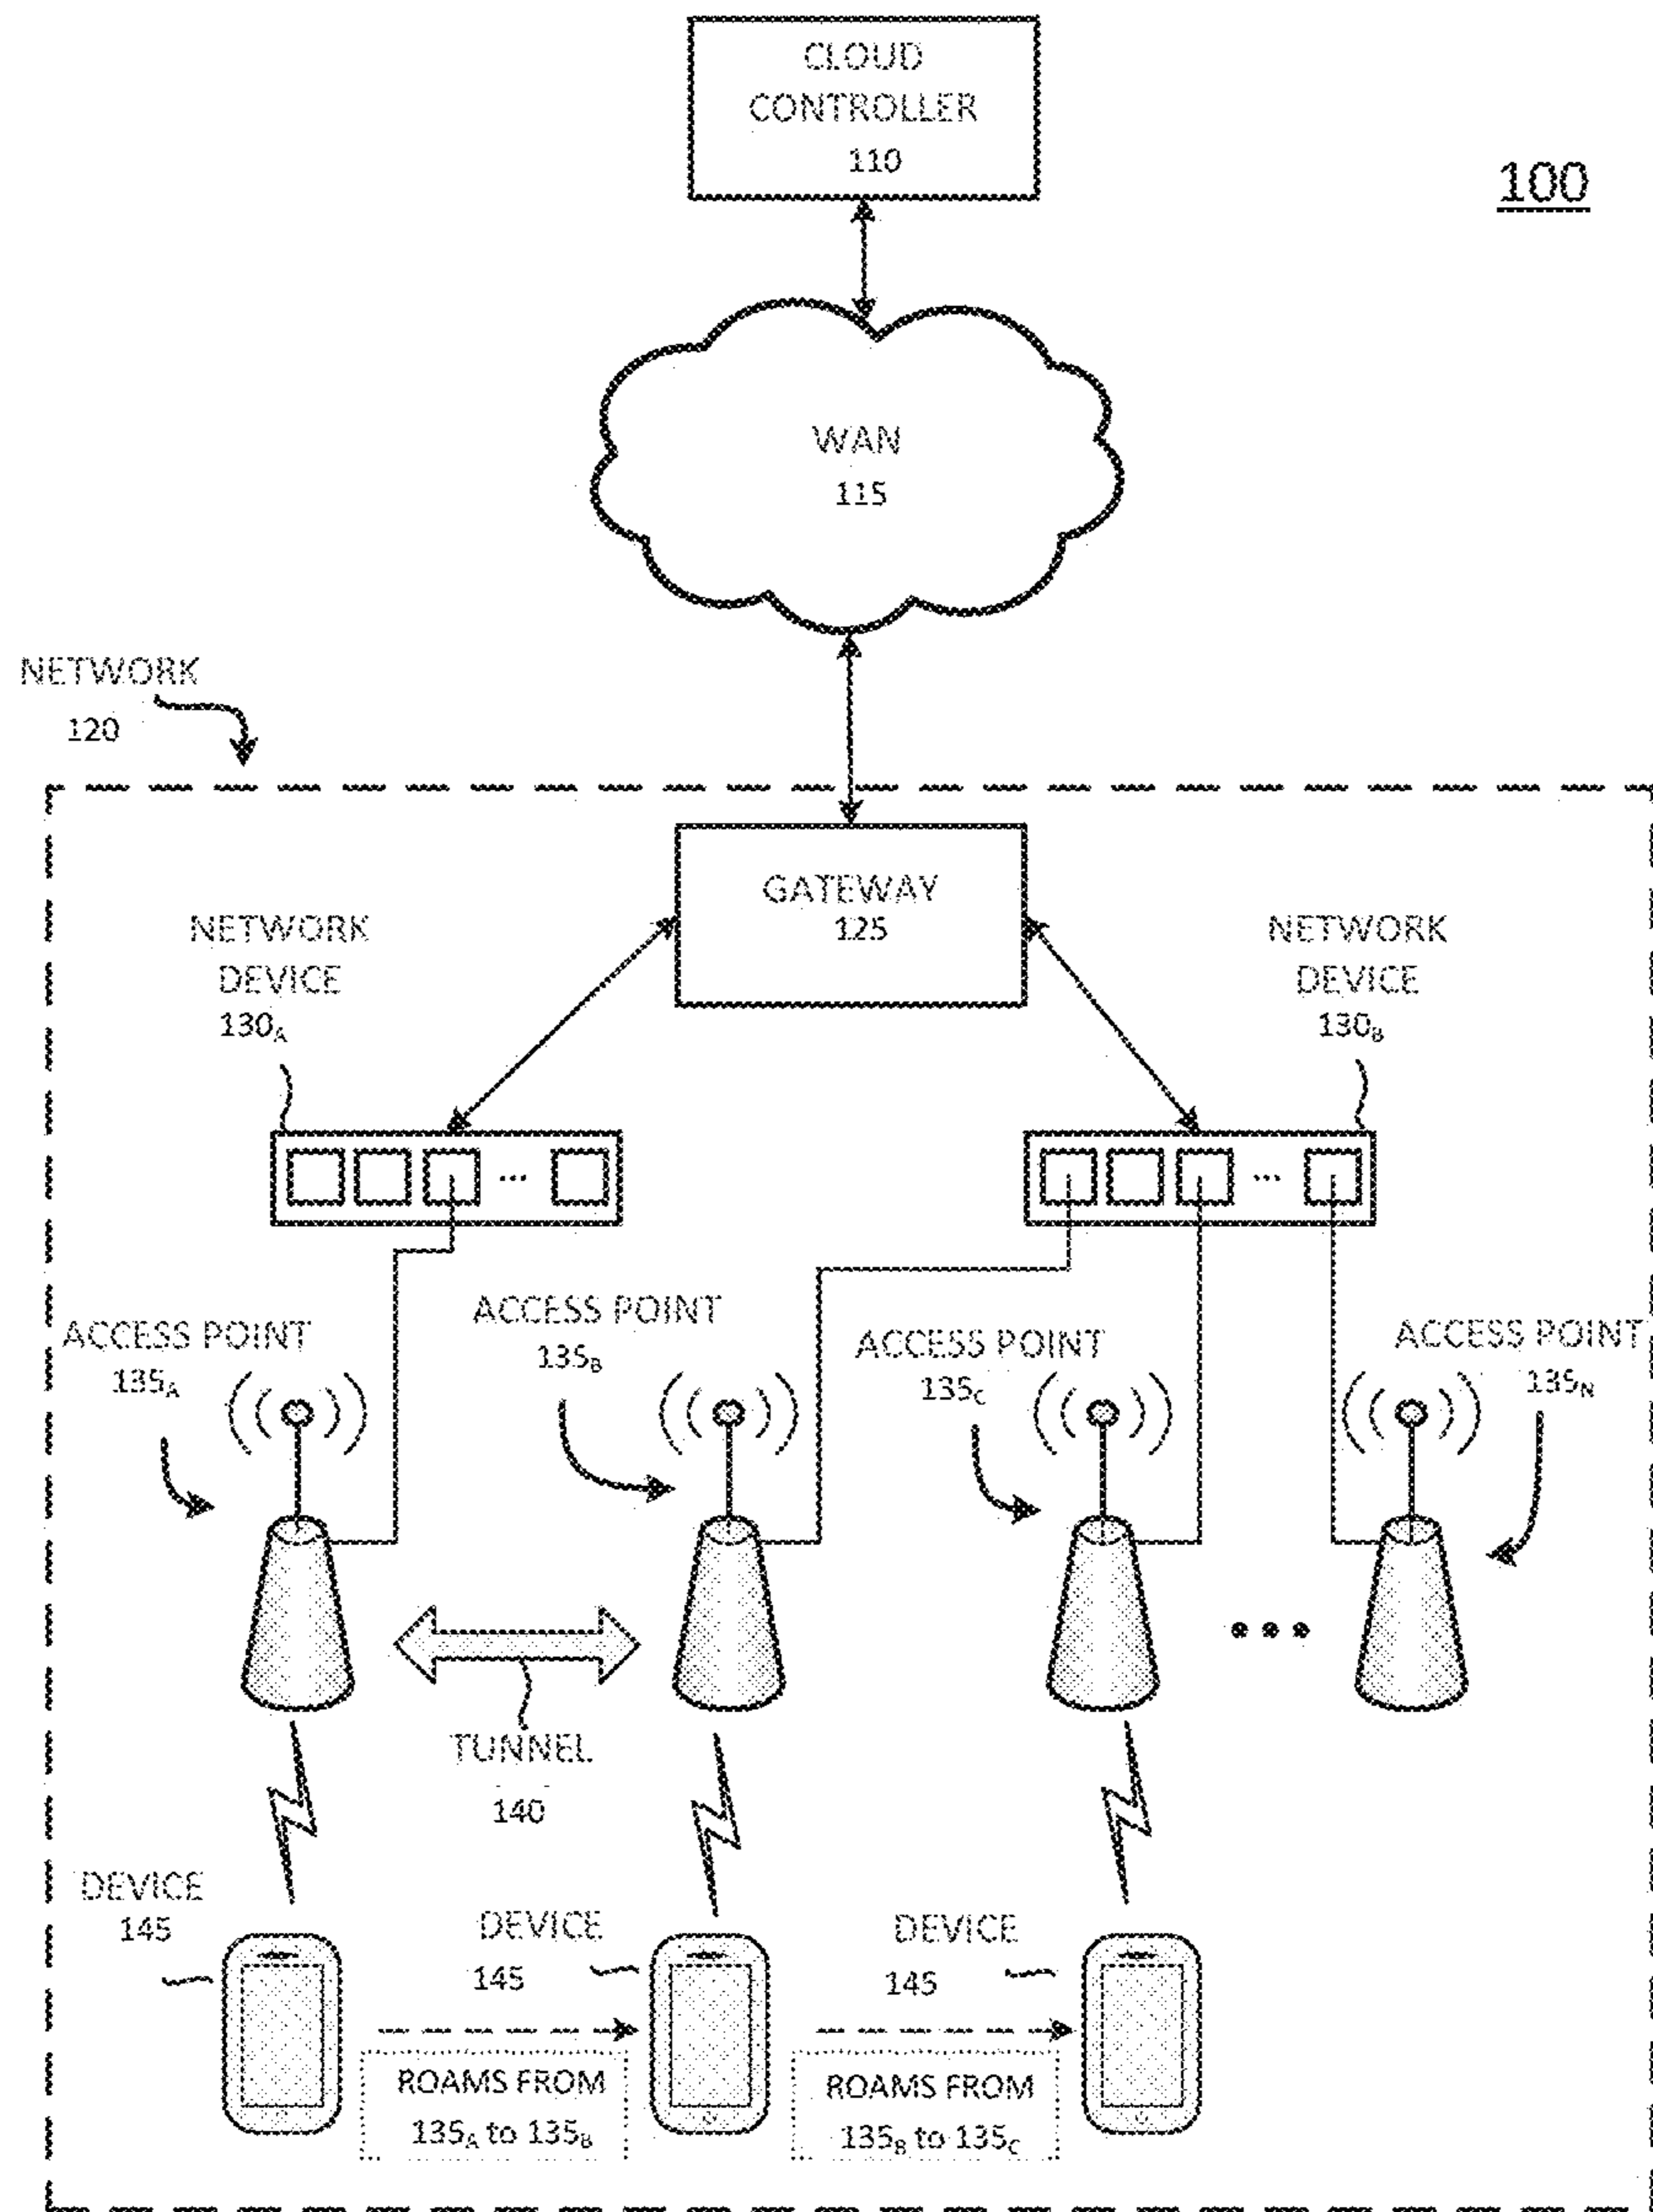 CLOUD
CONTROLLER
110
100
WAN
115
NETWORK
120
GATEWAY
125
NETWORK
DEVICE
130A
NETWORK
DEVICE
130B
...
...
ACCESS POINT
135A
ACCESS POINT
135B
ACCESS POINT
135C
ACCESS POINT
135N
TUNNEL
140
DEVICE
145
DEVICE
145
DEVICE
145
ROAMS FROM
135A to 135B
ROAMS FROM
135B to 135C